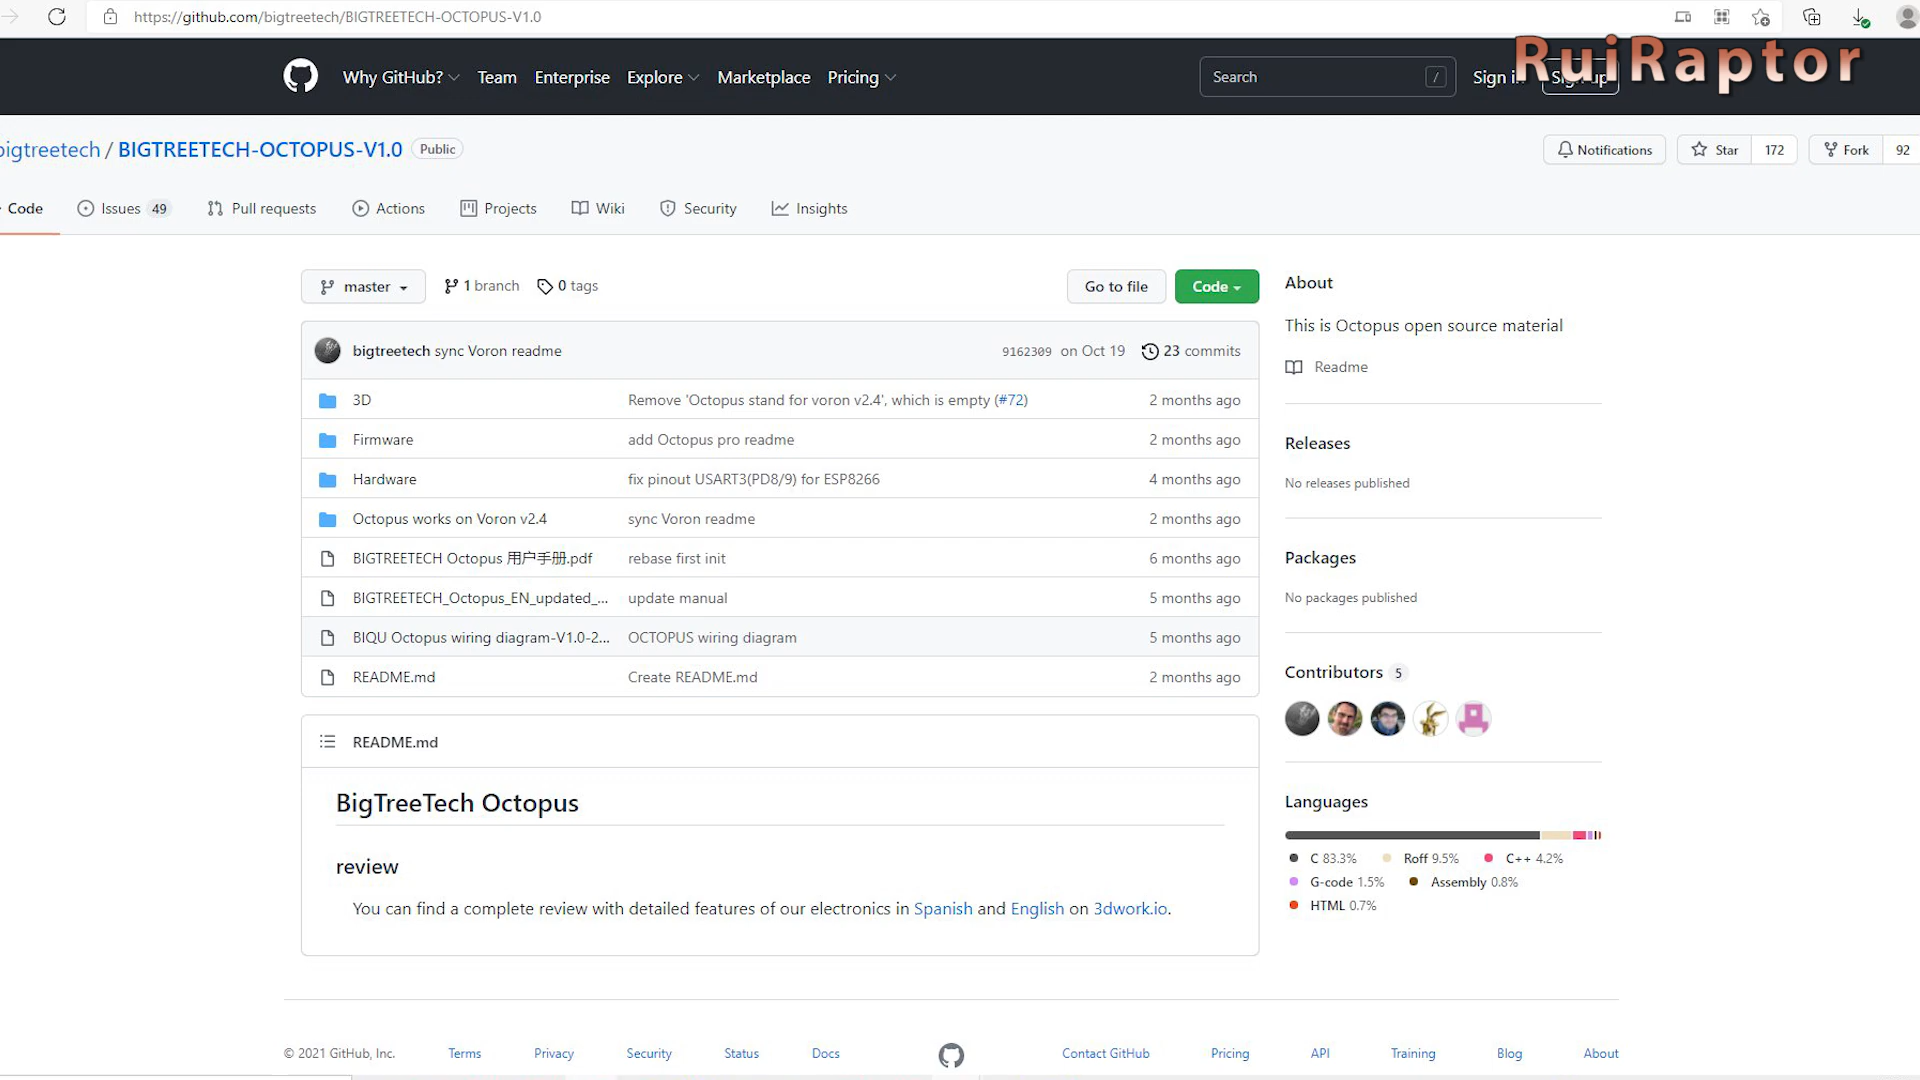 https://github.com/bigtreetech/BIGTREETECH-OCTOPUS-V1.0
RuiRaptor
Why GitHub? Team Enterprise Explore Marketplace Pricing Search / Sign in Sign up
bigtreetech / BIGTREETECH-OCTOPUS-V1.0 Public Notifications Star 172 Fork 92
Code Issues 49 Pull requests Actions Projects Wiki Security Insights
master 1 branch 0 tags Go to file Code
bigtreetech sync Voron readme 9162309 on Oct 19 23 commits
3D Remove 'Octopus stand for voron v2.4', which is empty (#72) 2 months ago
Firmware add Octopus pro readme 2 months ago
Hardware fix pinout USART3(PD8/9) for ESP8266 4 months ago
Octopus works on Voron v2.4 sync Voron readme 2 months ago
BIGTREETECH Octopus 用户手册.pdf rebase first init 6 months ago
BIGTREETECH_Octopus_EN_updated_... update manual 5 months ago
BIQU Octopus wiring diagram-V1.0-2... OCTOPUS wiring diagram 5 months ago
README.md Create README.md 2 months ago
README.md
BigTreeTech Octopus
review
You can find a complete review with detailed features of our electronics in Spanish and English on 3dwork.io.
About
This is Octopus open source material
Readme
Releases
No releases published
Packages
No packages published
Contributors 5
Languages
C 83.3% Roff 9.5% C++ 4.2%
G-code 1.5% Assembly 0.8%
HTML 0.7%
© 2021 GitHub, Inc. Terms Privacy Security Status Docs Contact GitHub Pricing API Training Blog About